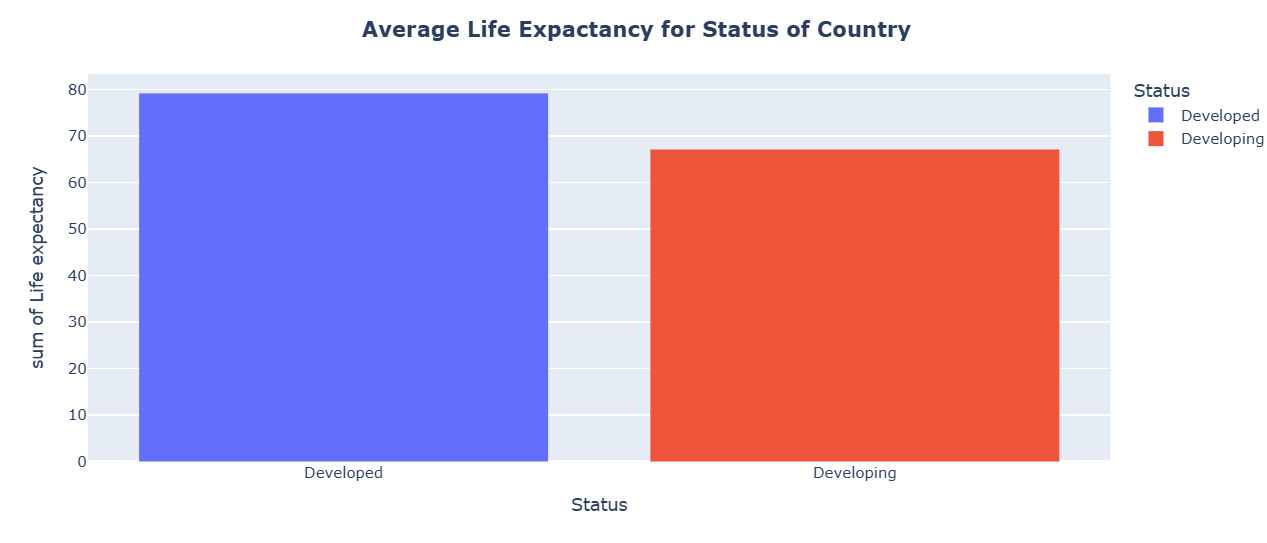 Average Life Expactancy for Status of Country
sum of Life expectancy
80
70
60
50
40
30
20
10
0
Developed
Developing
Status
Status
Developed
Developing